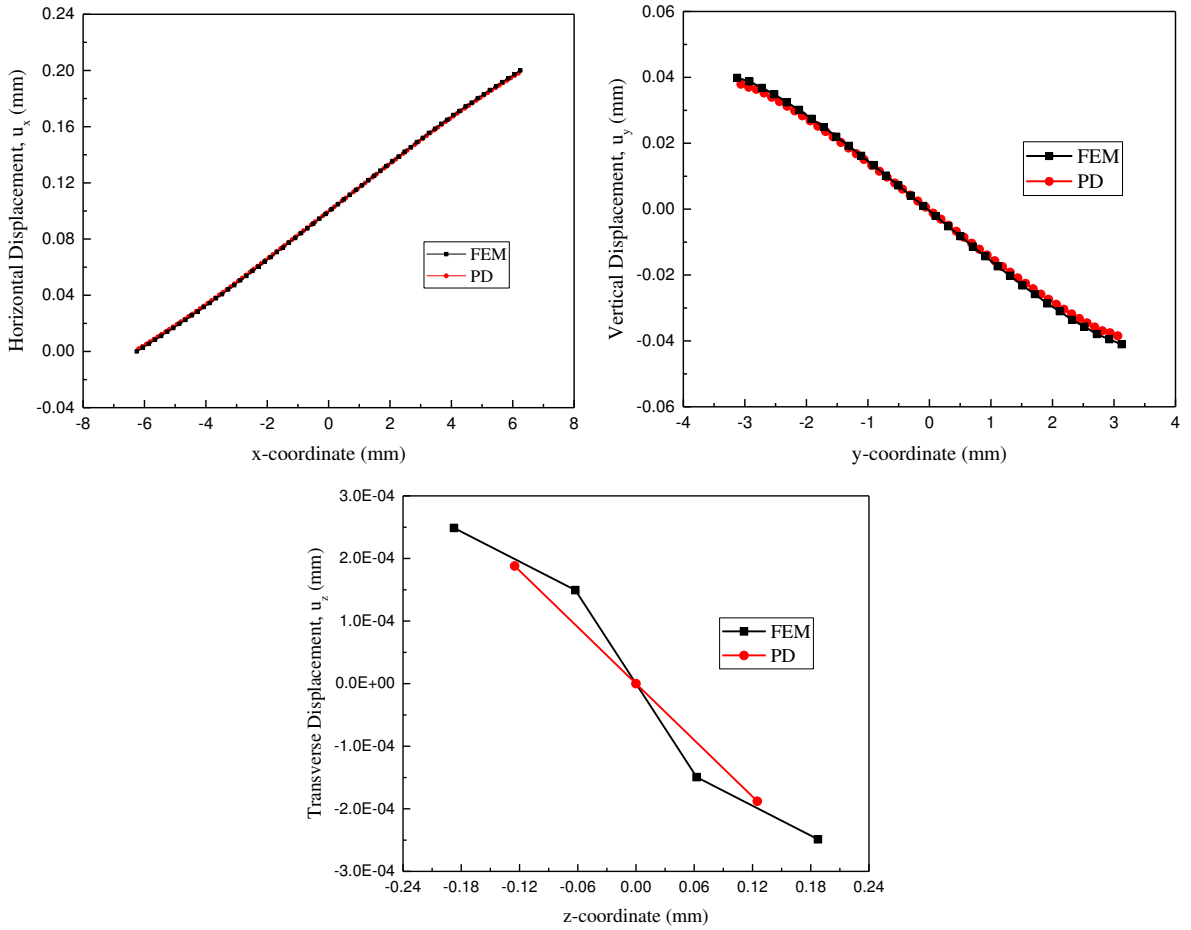 0.24
0.20
0.16
0.12
0.08
0.04
0.00
-0.04
Horizontal Displacement, u_x (mm)
FEM
PD
-8 -6 -4 -2 0 2 4 6 8
x-coordinate (mm)
0.06
0.04
0.02
0.00
-0.02
-0.04
-0.06
Vertical Displacement, u_y (mm)
FEM
PD
-4 -3 -2 -1 0 1 2 3 4
y-coordinate (mm)
3.0E-04
2.0E-04
1.0E-04
0.0E+00
-1.0E-04
-2.0E-04
-3.0E-04
Transverse Displacement, u_z (mm)
FEM
PD
-0.24 -0.18 -0.12 -0.06 0.00 0.06 0.12 0.18 0.24
z-coordinate (mm)